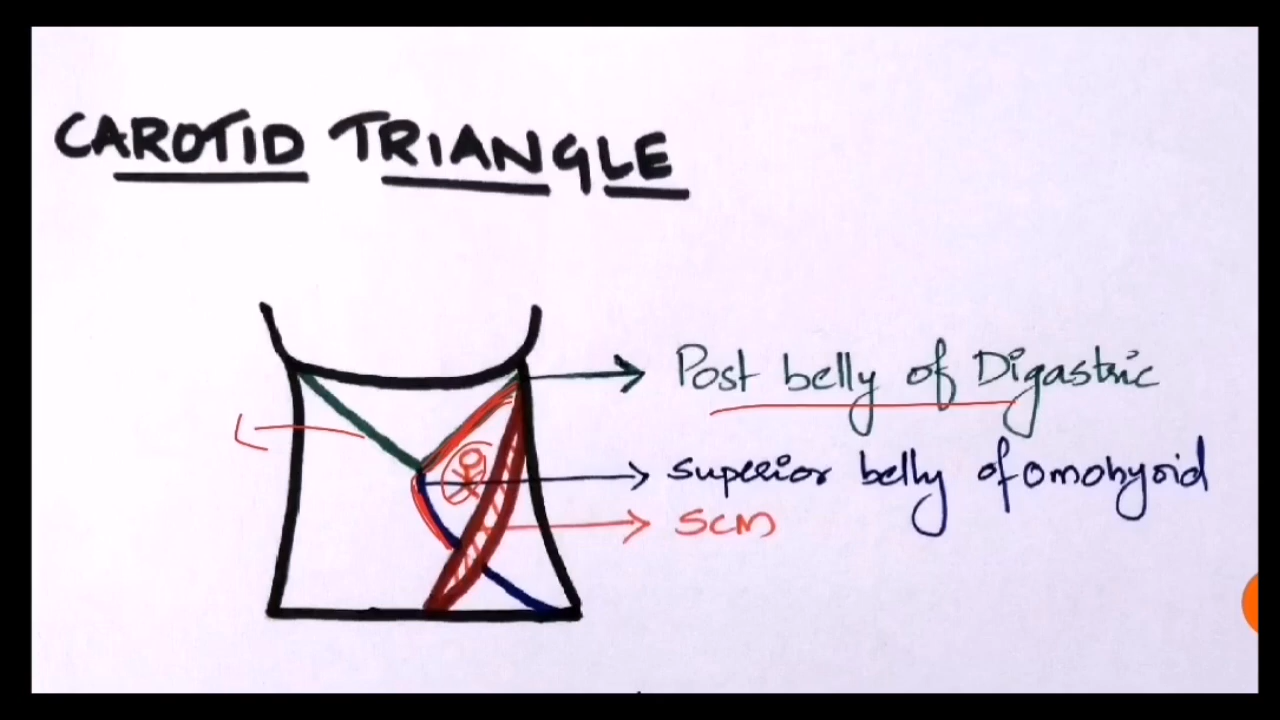 CAROTID TRIANGLE
Post belly of Digastric
superior belly of omohyoid
SCM